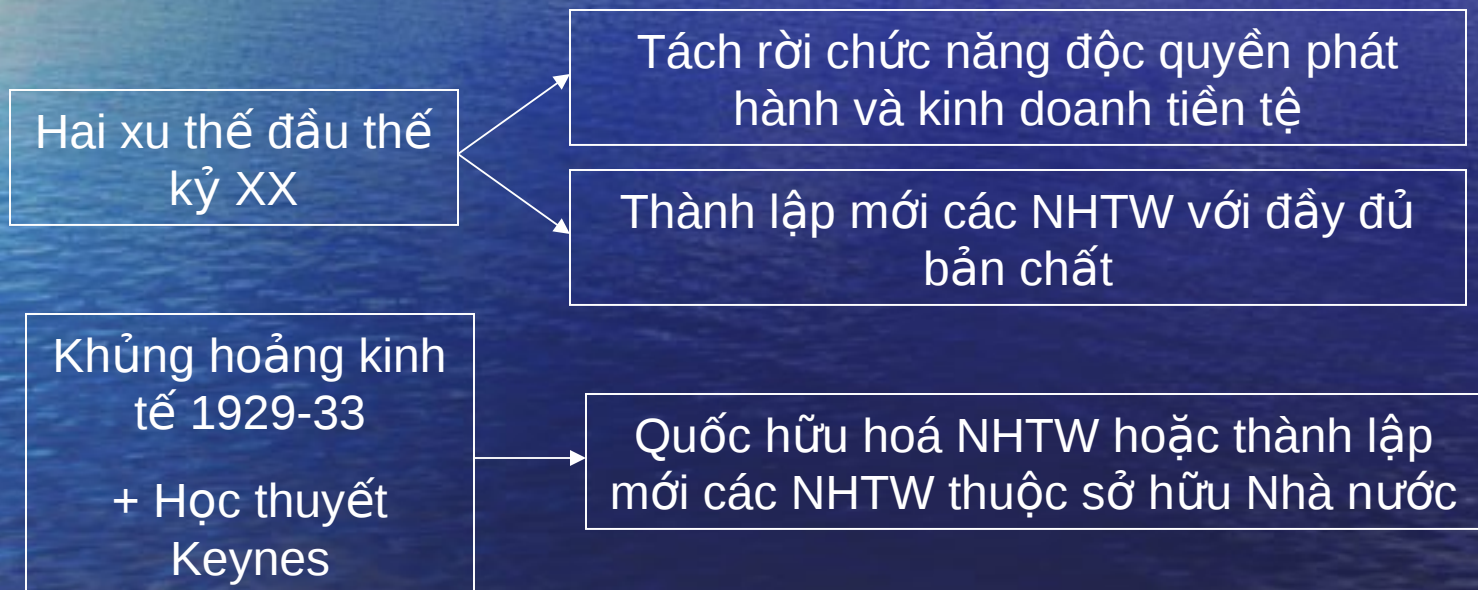 Hai xu thế đầu thế
kỷ XX
Tách rời chức năng độc quyền phát
hành và kinh doanh tiền tệ
Thành lập mới các NHTW với đầy đủ
bản chất
Khủng hoảng kinh
tế 1929-33
+ Học thuyết
Keynes
Quốc hữu hoá NHTW hoặc thành lập
mới các NHTW thuộc sở hữu Nhà nước